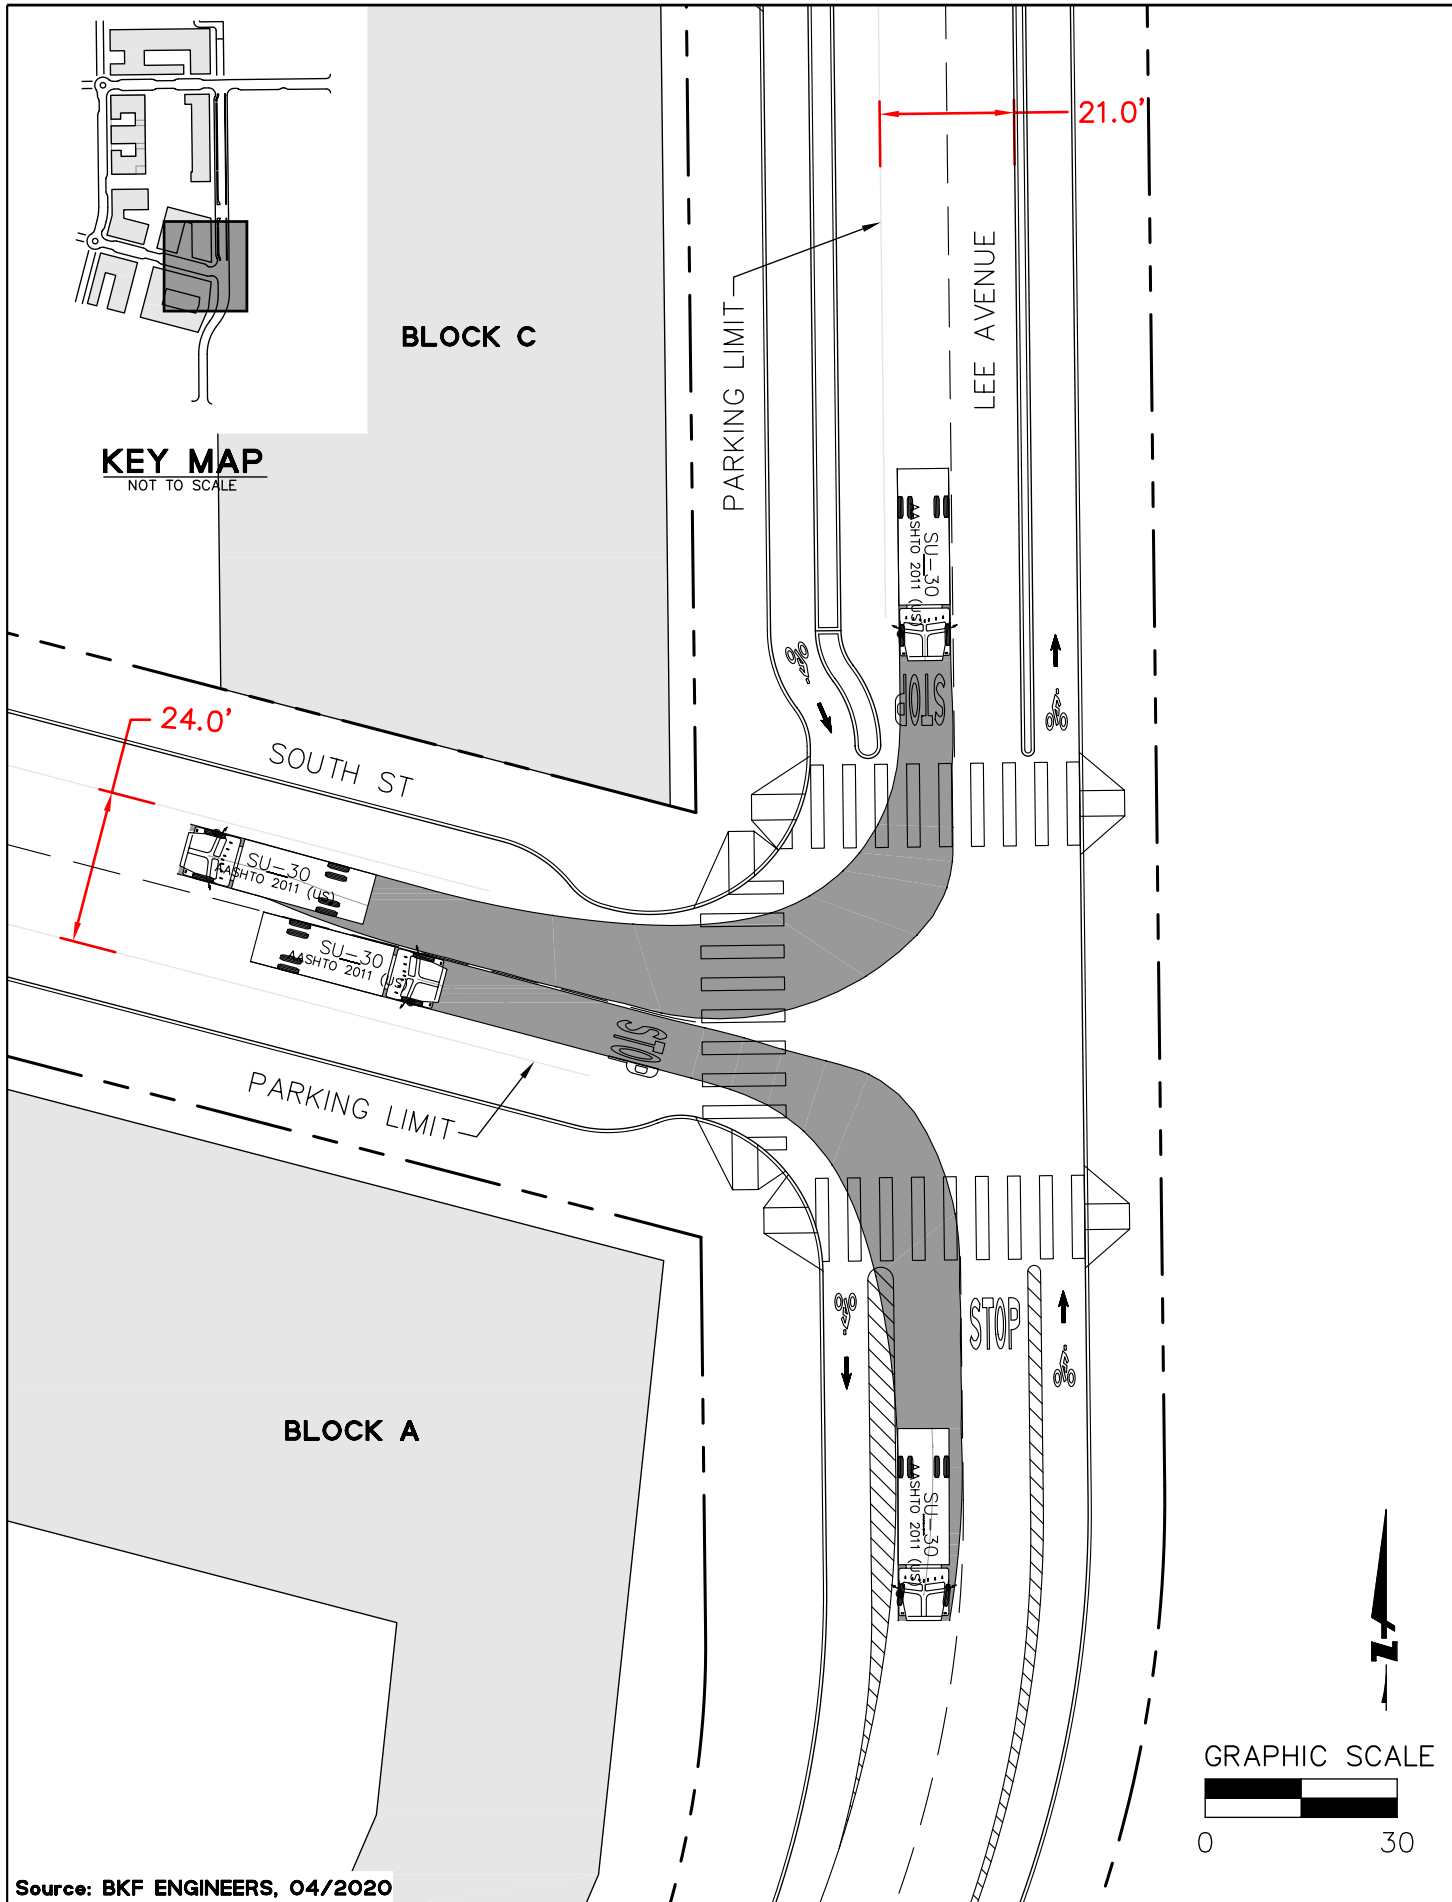 21.0'
LEE AVENUE
PARKING LIMIT
BLOCK C
KEY MAP
NOT TO SCALE
SU-30
AASHTO 2011 (US)
STOP
24.0'
SOUTH ST
SU-30
AASHTO 2011 (US)
SU-30
AASHTO 2011 (US)
STOP
PARKING LIMIT
STOP
BLOCK A
SU-30
AASHTO 2011 (US)
GRAPHIC SCALE
0 30
Source: BKF ENGINEERS, 04/2020